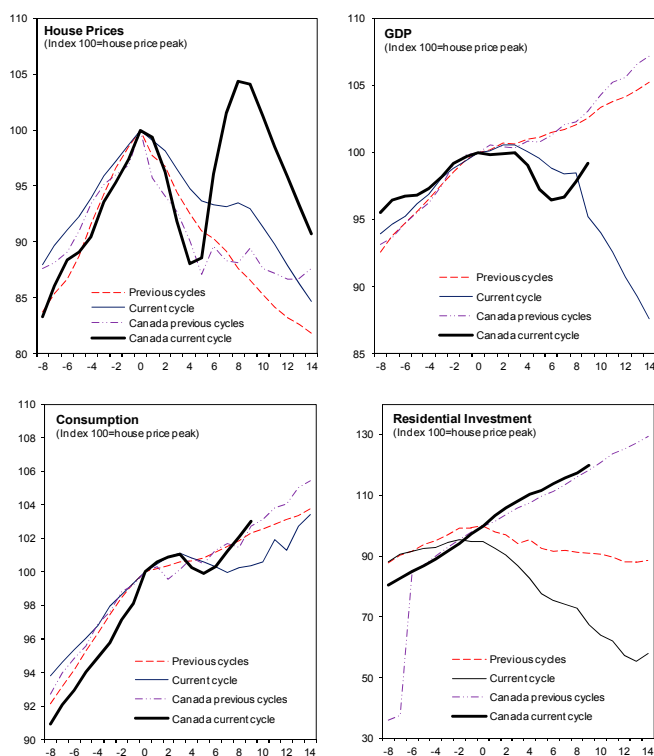 House Prices
(Index 100=house price peak)
110
105
100
95
90
85
80
-8 -6 -4 -2 0 2 4 6 8 10 12 14
Previous cycles
Current cycle
Canada previous cycles
Canada current cycle
GDP
(Index 100=house price peak)
110
105
100
95
90
85
-8 -6 -4 -2 0 2 4 6 8 10 12 14
Previous cycles
Current cycle
Canada previous cycles
Canada current cycle
Consumption
(Index 100=house price peak)
110
108
106
104
102
100
98
96
94
92
90
-8 -6 -4 -2 0 2 4 6 8 10 12 14
Previous cycles
Current cycle
Canada previous cycles
Canada current cycle
Residential Investment
(Index 100=house price peak)
130
110
90
70
50
30
-8 -6 -4 -2 0 2 4 6 8 10 12 14
Previous cycles
Current cycle
Canada previous cycles
Canada current cycle